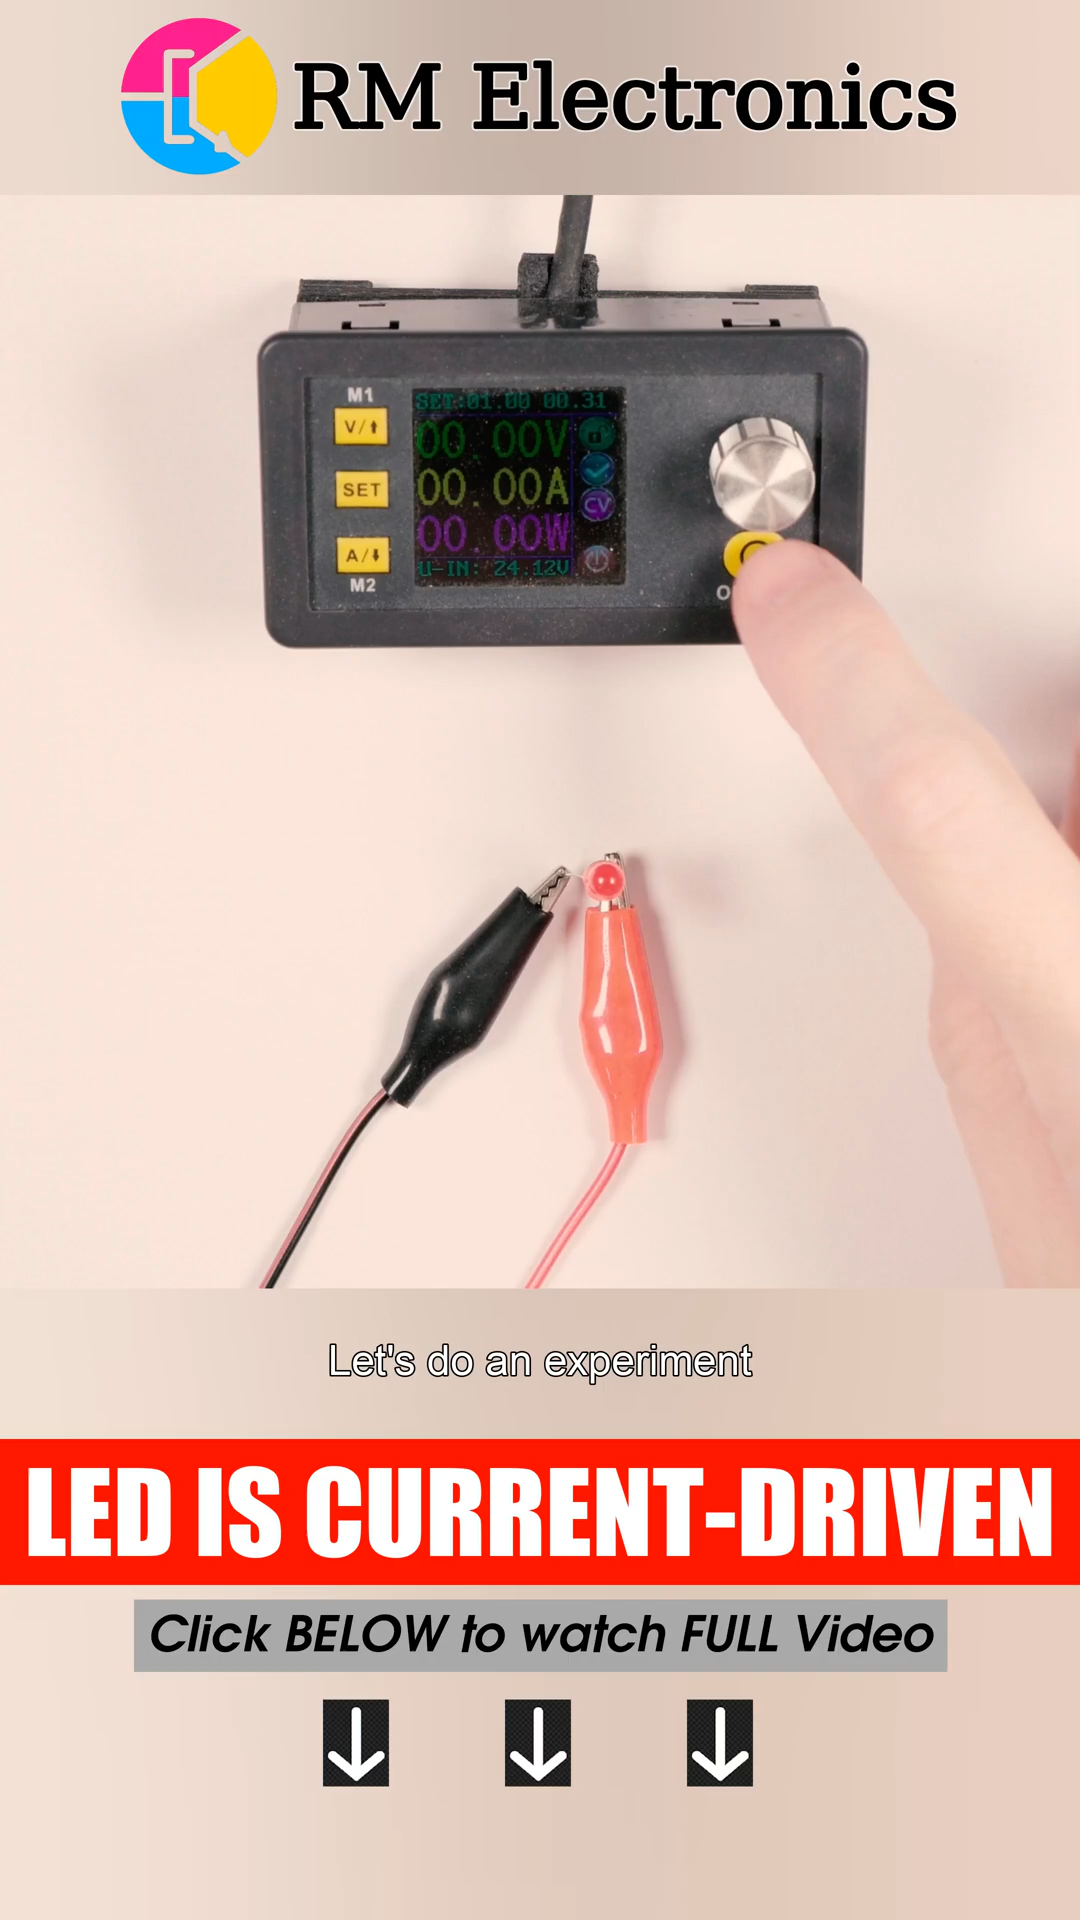 RM Electronics
M1
V/⬆
SET
A/⬇
M2
SET:01.00 00.31
00.00V
00.00A
00.00W
U-IN: 24.12V
CV
Let's do an experiment
LED IS CURRENT-DRIVEN
Click BELOW to watch FULL Video